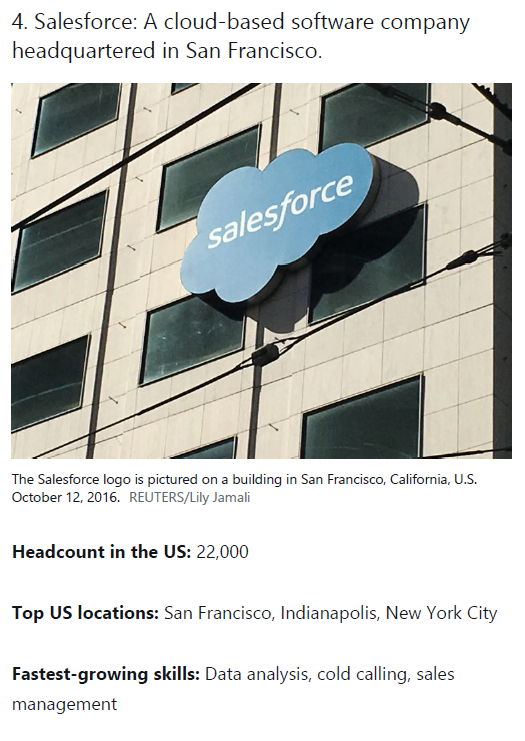 4. Salesforce: A cloud-based software company
headquartered in San Francisco.
salesforce
The Salesforce logo is pictured on a building in San Francisco, California, U.S.
October 12, 2016. REUTERS/Lily Jamali
Headcount in the US: 22,000
Top US locations: San Francisco, Indianapolis, New York City
Fastest-growing skills: Data analysis, cold calling, sales
management